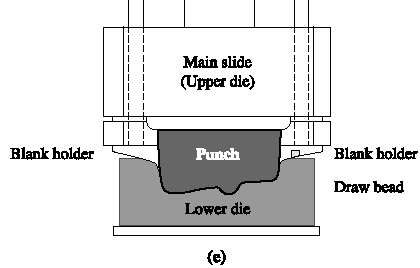 Main slide
(Upper die)
Blank holder
Punch
Blank holder
Draw bead
Lower die
(e)